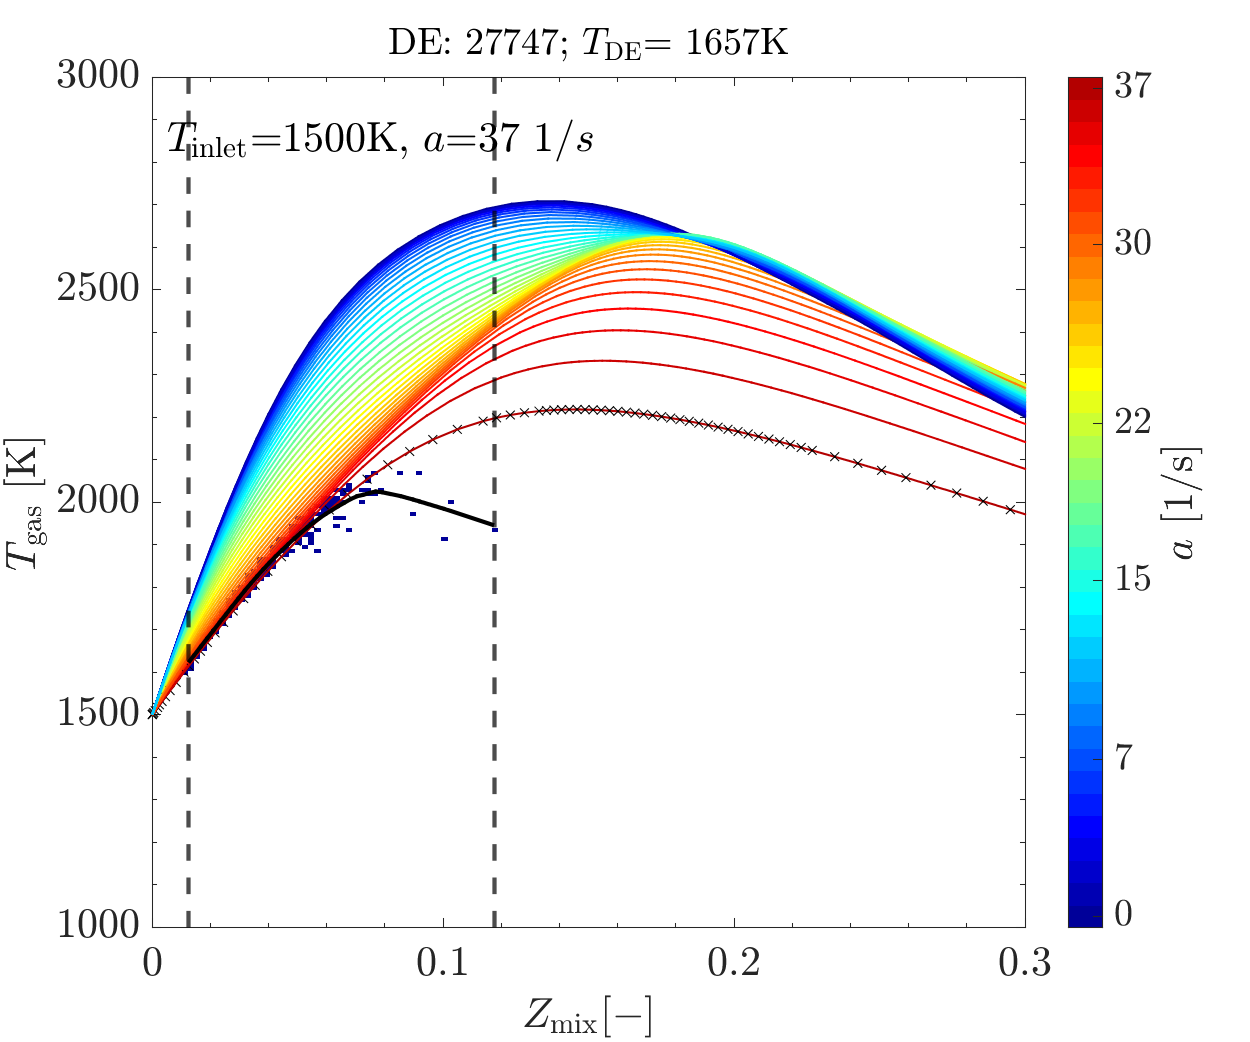 DE: 27747; T_DE= 1657K
T_inlet=1500K, a=37 1/s
3000
2500
2000
1500
1000
T_gas [K]
0 0.1 0.2 0.3
Z_mix[−]
37
30
22
15
7
0
a [1/s]